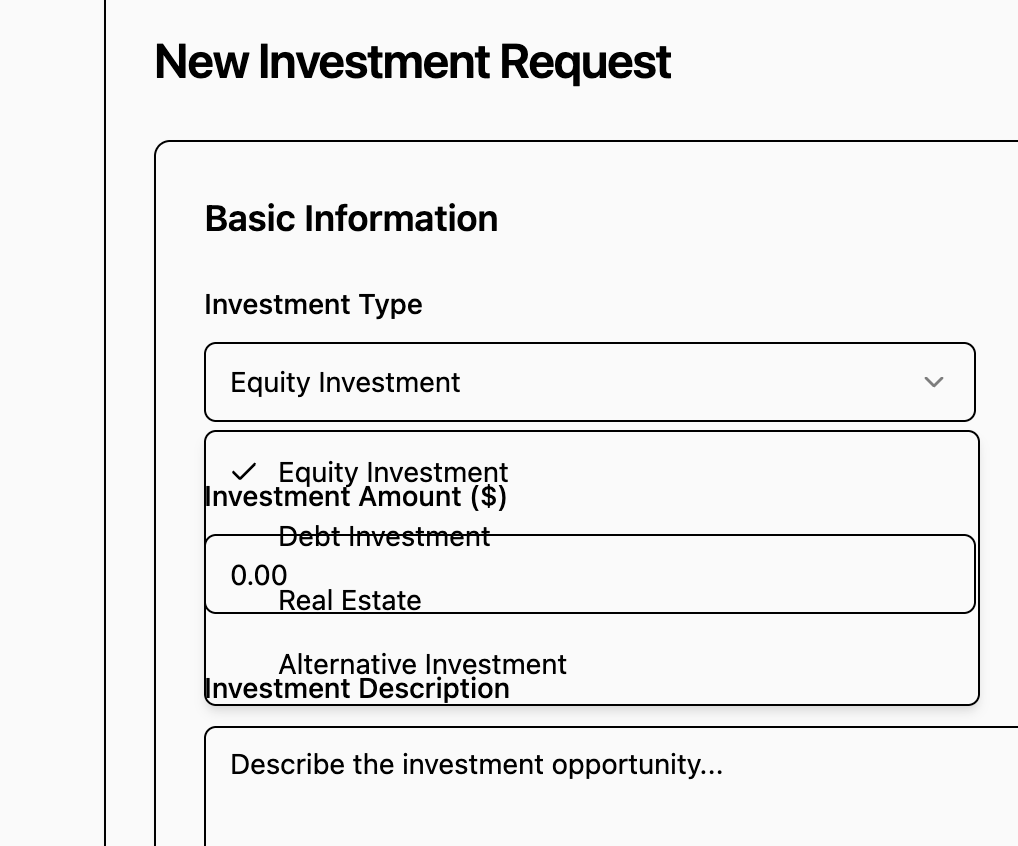 New Investment Request
Basic Information
Investment Type
Equity Investment
Equity Investment
Investment Amount ($)
Debt Investment
0.00
Real Estate
Alternative Investment
Investment Description
Describe the investment opportunity...